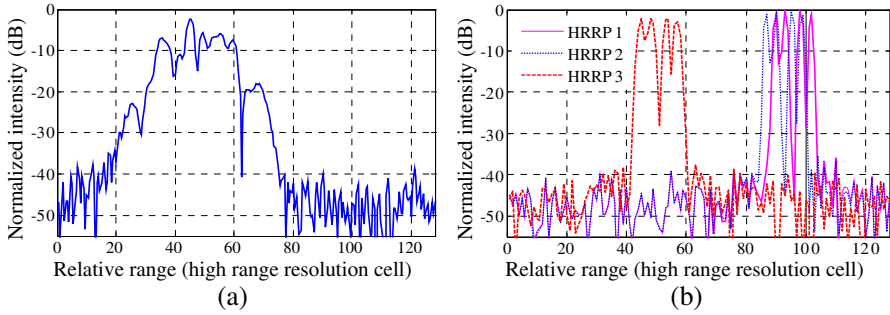 Normalized intensity (dB)
0
-10
-20
-30
-40
-50
0 20 40 60 80 100 120
Relative range (high range resolution cell)
(a)
Normalized intensity (dB)
0
-10
-20
-30
-40
-50
HRRP 1
HRRP 2
HRRP 3
0 20 40 60 80 100 120
Relative range (high range resolution cell)
(b)